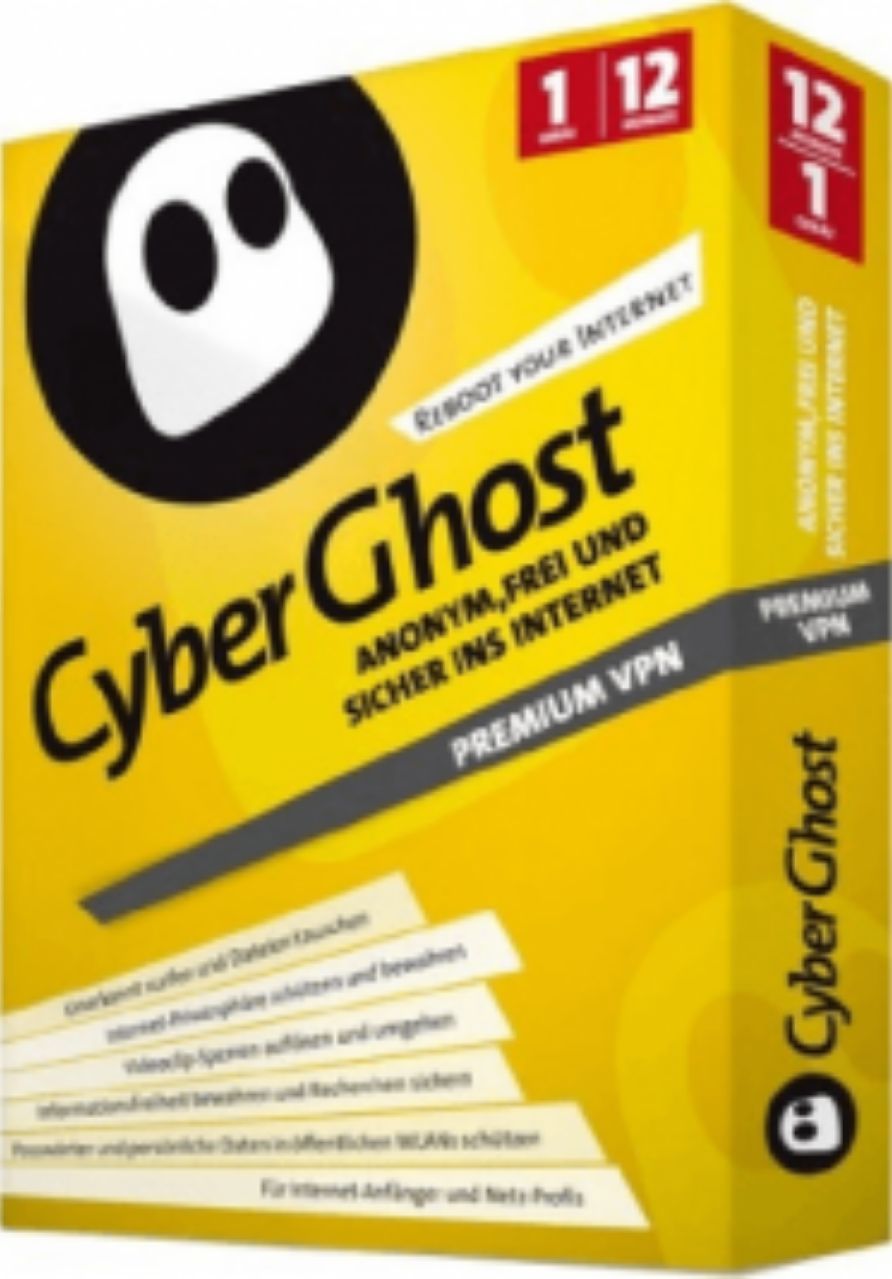 1 12
MONATE
REBOOT YOUR INTERNET
CyberGhost
ANONYM,FREI UND
SICHER INS INTERNET
PREMIUM VPN
Unerkannt surfen und Dateien tauschen
Internet-Privatsphäre schützen und bewahren
Videoclip-Sperren auflösen und umgehen
Informationsfreiheit bewahren und Recherchen sichern
Passwörter und persönliche Daten in öffentlichen WLANs schützen
Für Internet-Anfänger und Netz-Profis
12
MONATE
1
ANONYM,FREI UND
SICHER INS INTERNET
PREMIUM
VPN
CyberGhost